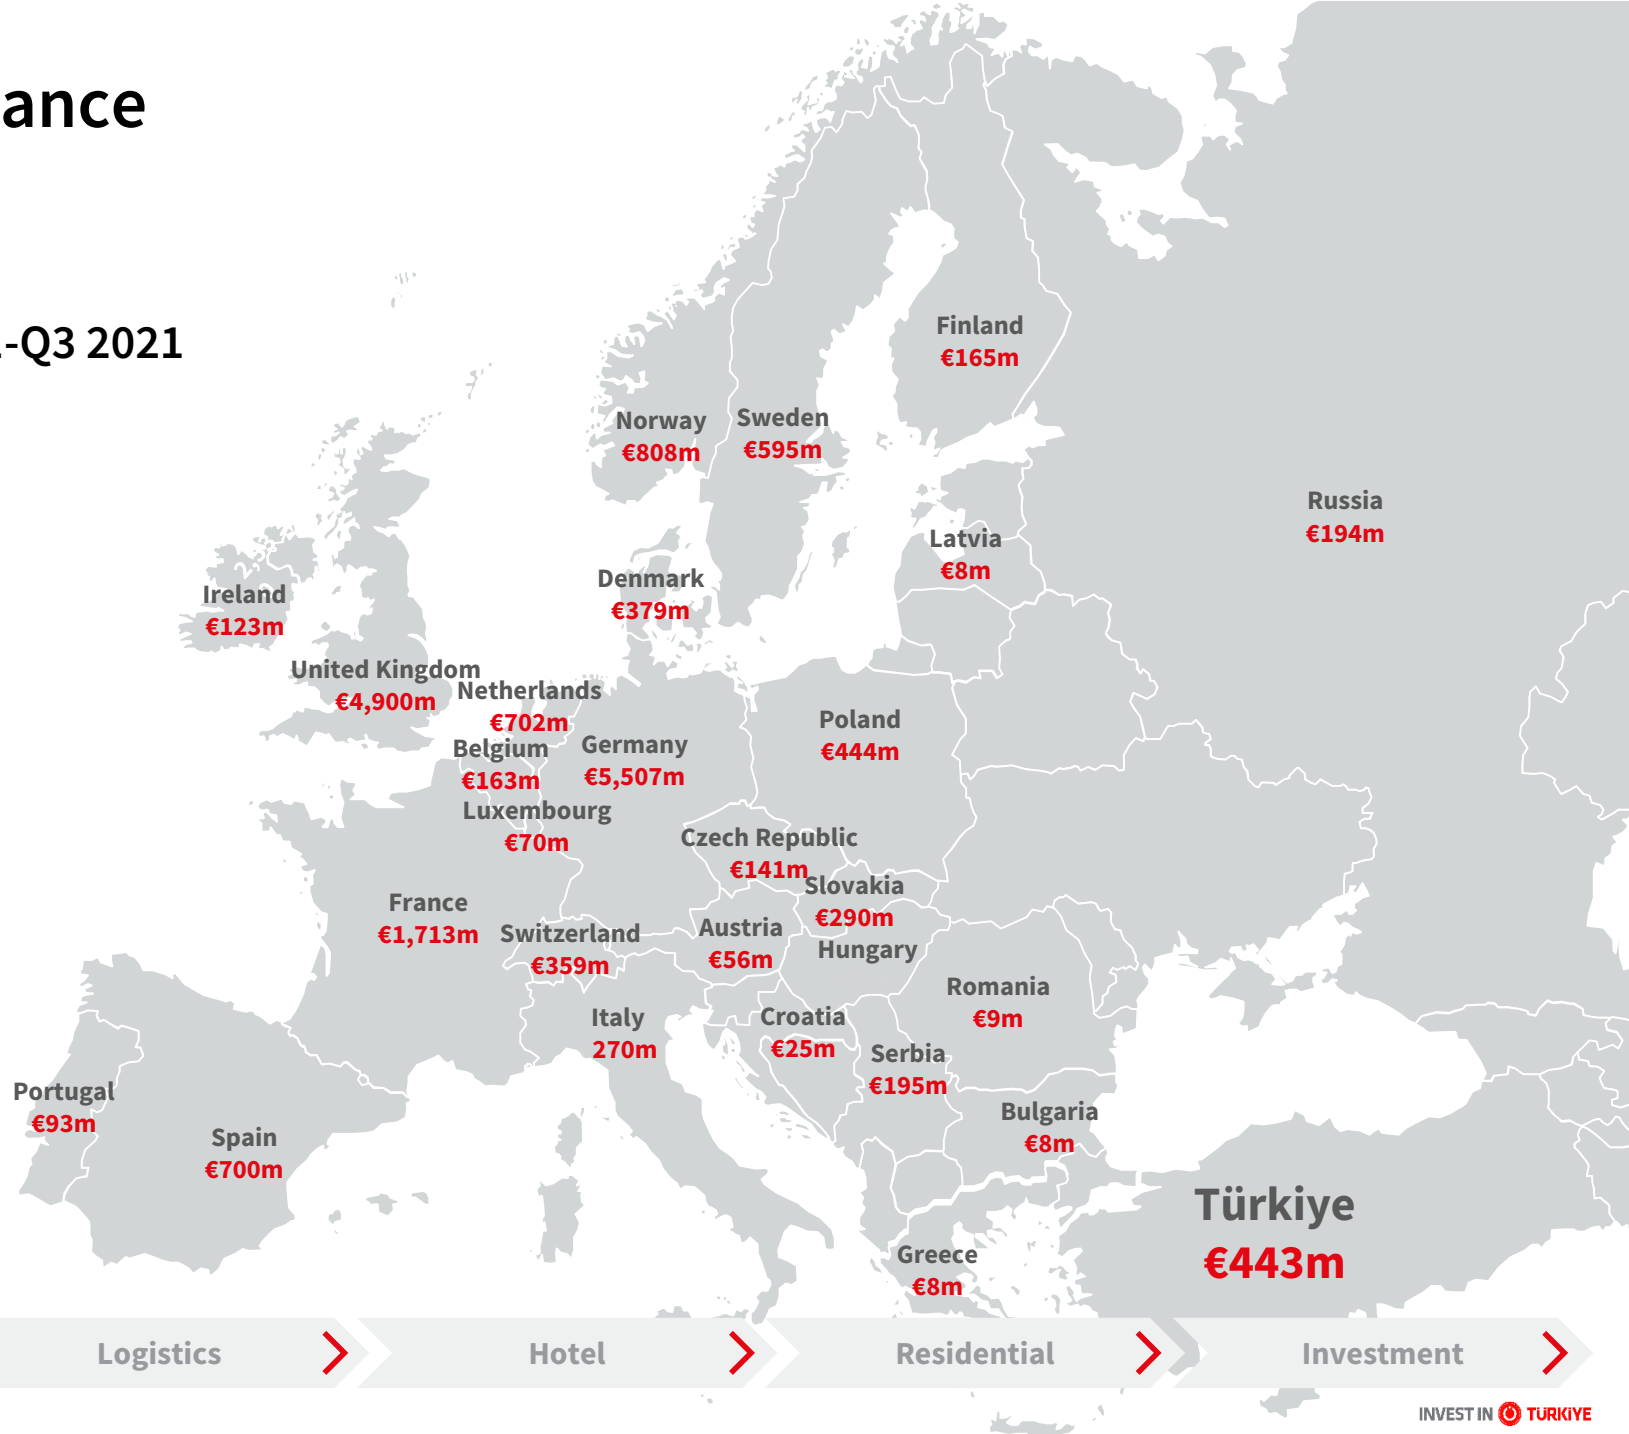 ance
-Q3 2021
Finland
€165m
Norway
€808m
Sweden
€595m
Russia
€194m
Latvia
€8m
Denmark
€379m
Ireland
€123m
United Kingdom
€4,900m
Netherlands
€702m
Belgium
€163m
Germany
€5,507m
Poland
€444m
Luxembourg
€70m
Czech Republic
€141m
Slovakia
€290m
France
€1,713m
Switzerland
€359m
Austria
€56m
Hungary
Romania
€9m
Italy
270m
Croatia
€25m
Serbia
€195m
Portugal
€93m
Spain
€700m
Bulgaria
€8m
Türkiye
€443m
Greece
€8m
Logistics
Hotel
Residential
Investment
INVEST IN TÜRKİYE